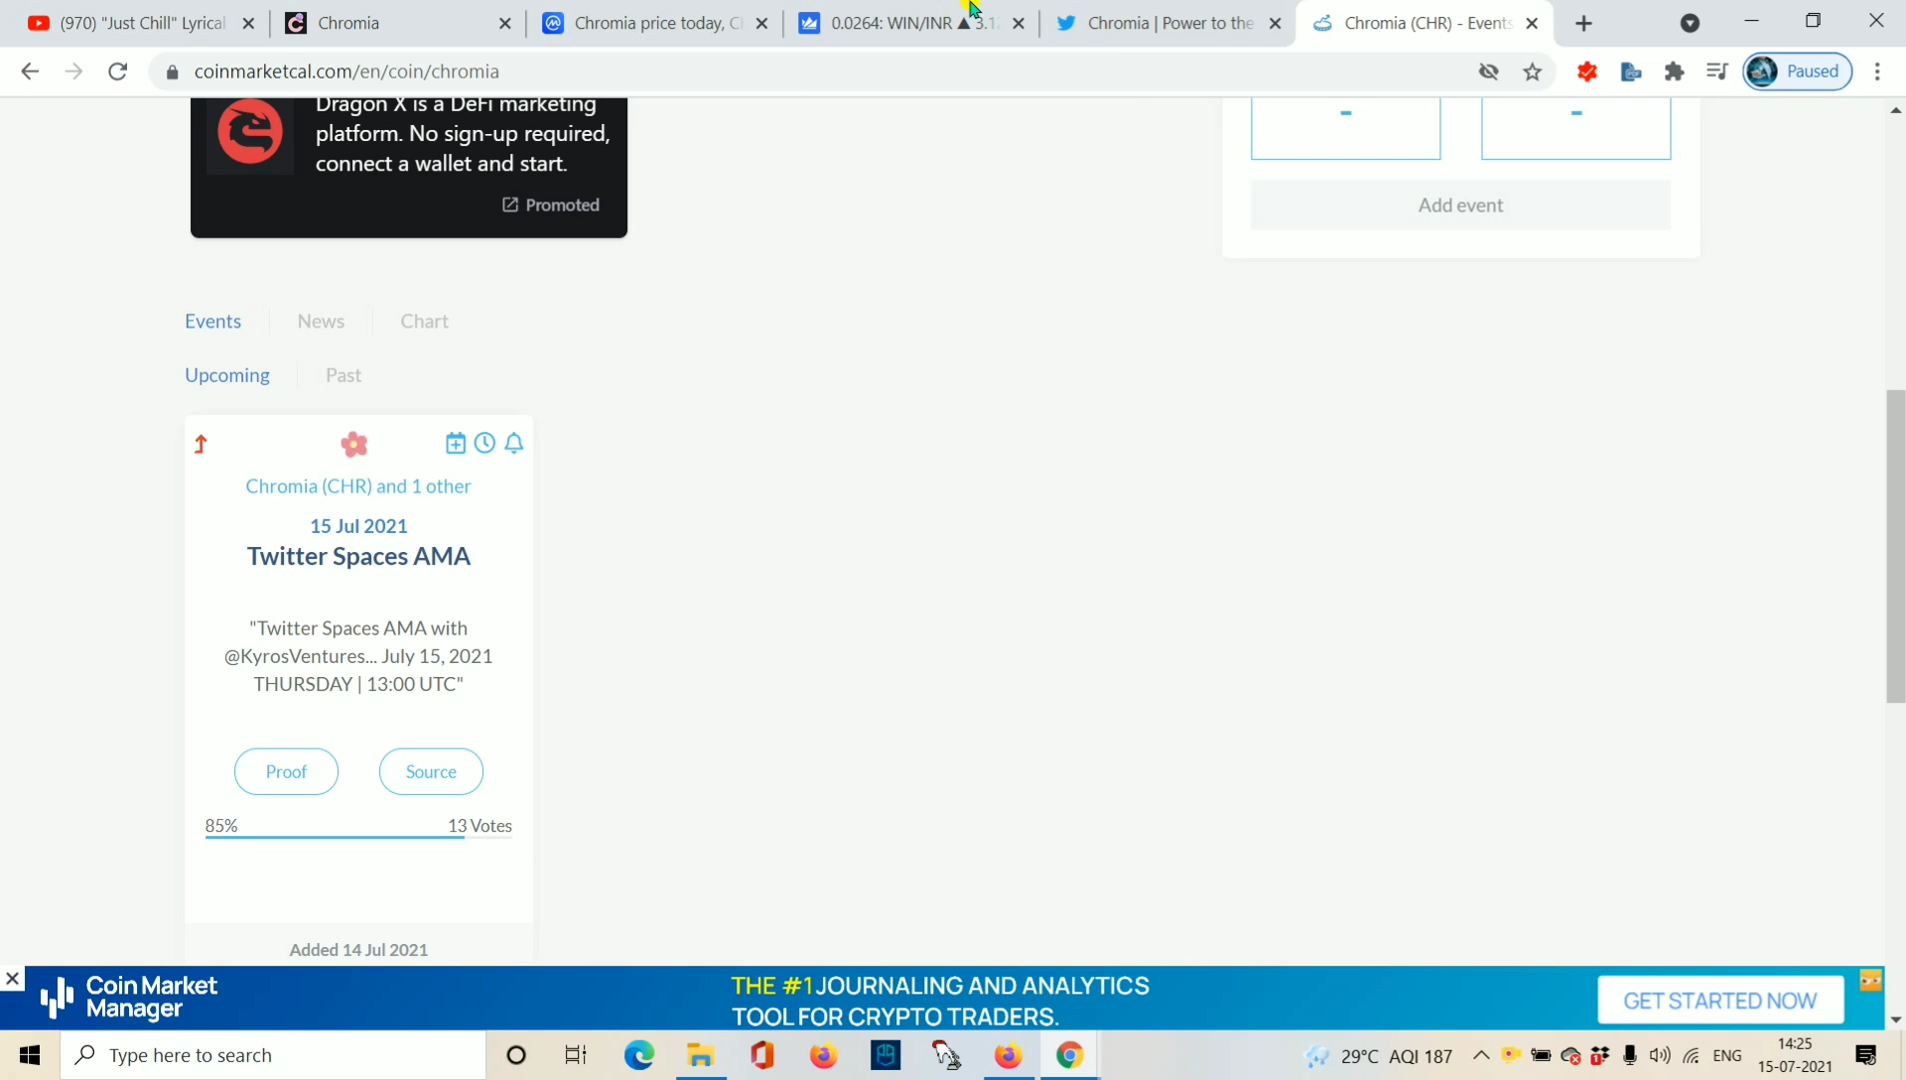 (970) "Just Chill" Lyrical
Chromia
Chromia price today, C
0.0264: WIN/INR ▲ 3.1
Chromia | Power to the
Chromia (CHR) - Events
coinmarketcal.com/en/coin/chromia
Paused
Dragon X is a DeFi marketing
platform. No sign-up required,
connect a wallet and start.
Promoted
-
-
Add event
Events
News
Chart
Upcoming
Past
Chromia (CHR) and 1 other
15 Jul 2021
Twitter Spaces AMA
"Twitter Spaces AMA with
@KyrosVentures... July 15, 2021
THURSDAY | 13:00 UTC"
Proof
Source
85%
13 Votes
Added 14 Jul 2021
Coin Market
Manager
THE #1 JOURNALING AND ANALYTICS
TOOL FOR CRYPTO TRADERS.
GET STARTED NOW
Type here to search
29°C AQI 187
ENG
14:25
15-07-2021